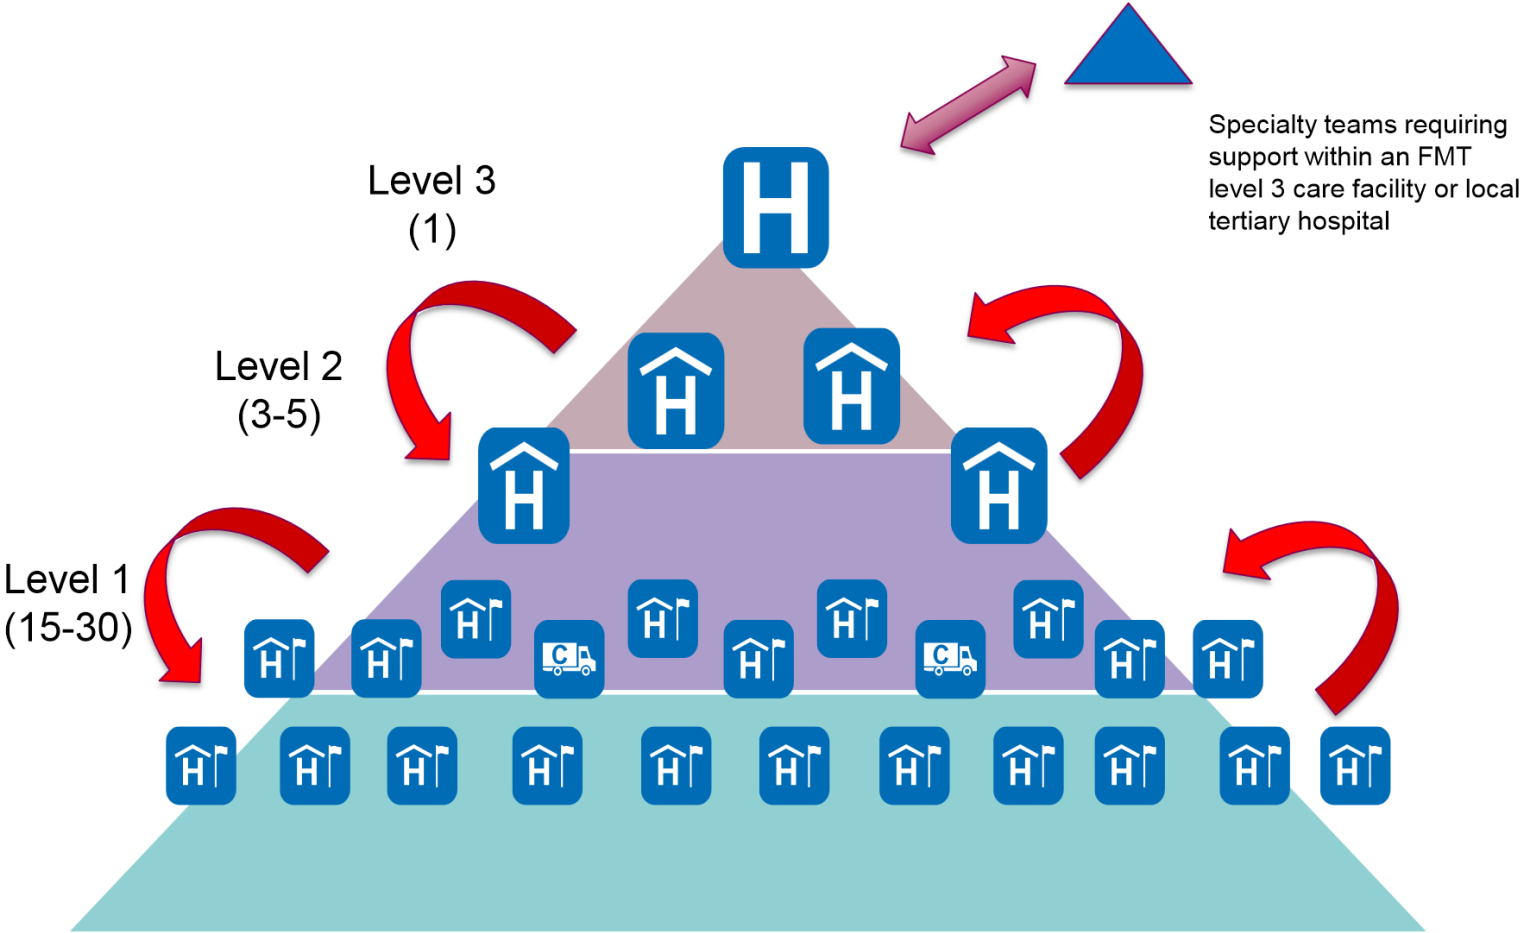 Specialty teams requiring
support within an FMT
level 3 care facility or local
tertiary hospital
H
Level 3
(1)
H
H
Level 2
(3-5)
H
H
Level 1
(15-30)
H
H
H
H
H
H
C
H
C
H
H
H
H
H
H
H
H
H
H
H
H
H